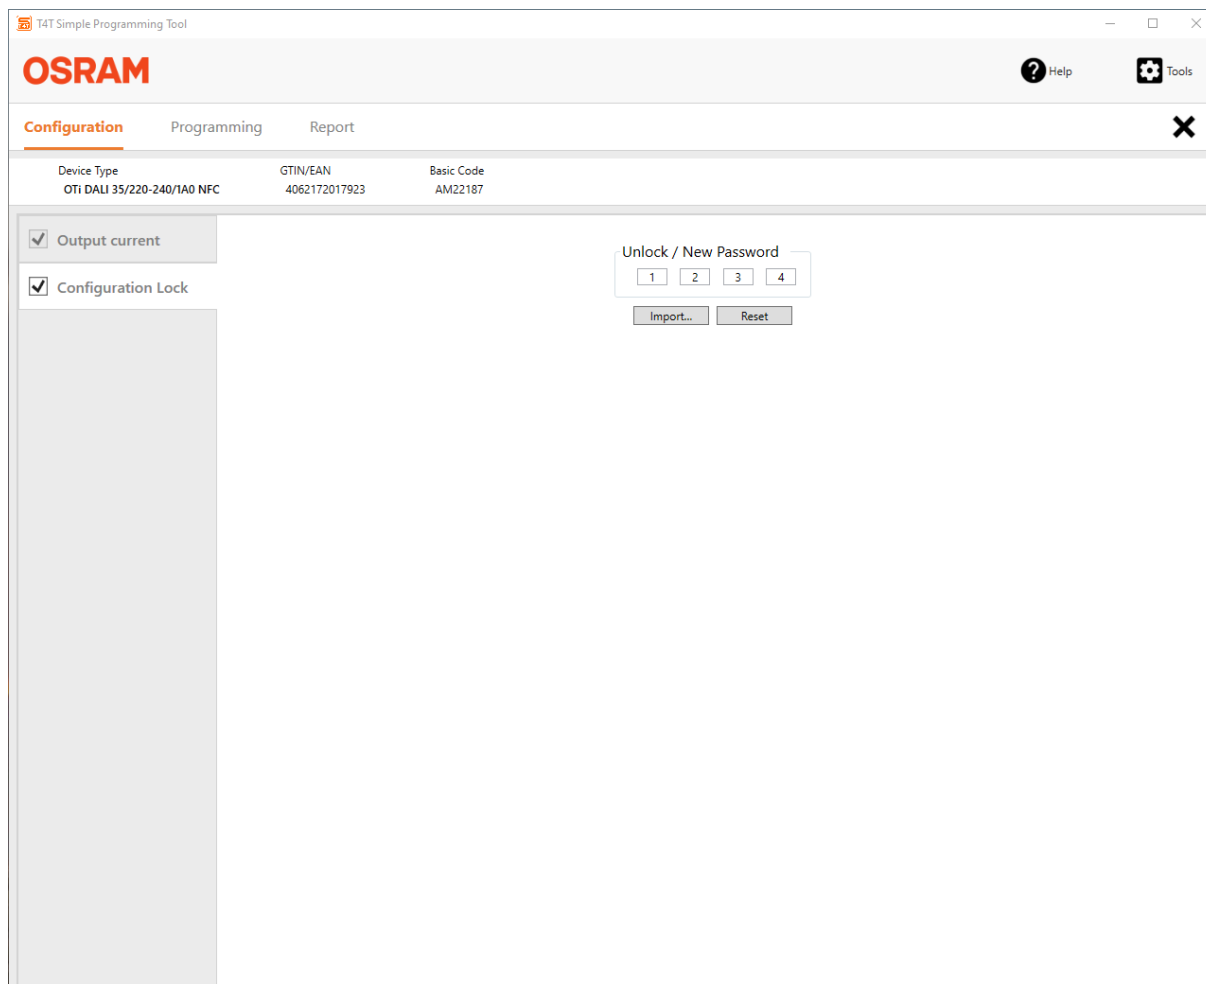 T4T Simple Programming Tool
OSRAM
Help
Tools
Configuration Programming Report
Device Type GTIN/EAN Basic Code
OTi DALI 35/220-240/1A0 NFC 4062172017923 AM22187
Output current
Configuration Lock
Unlock / New Password
1 2 3 4
Import... Reset